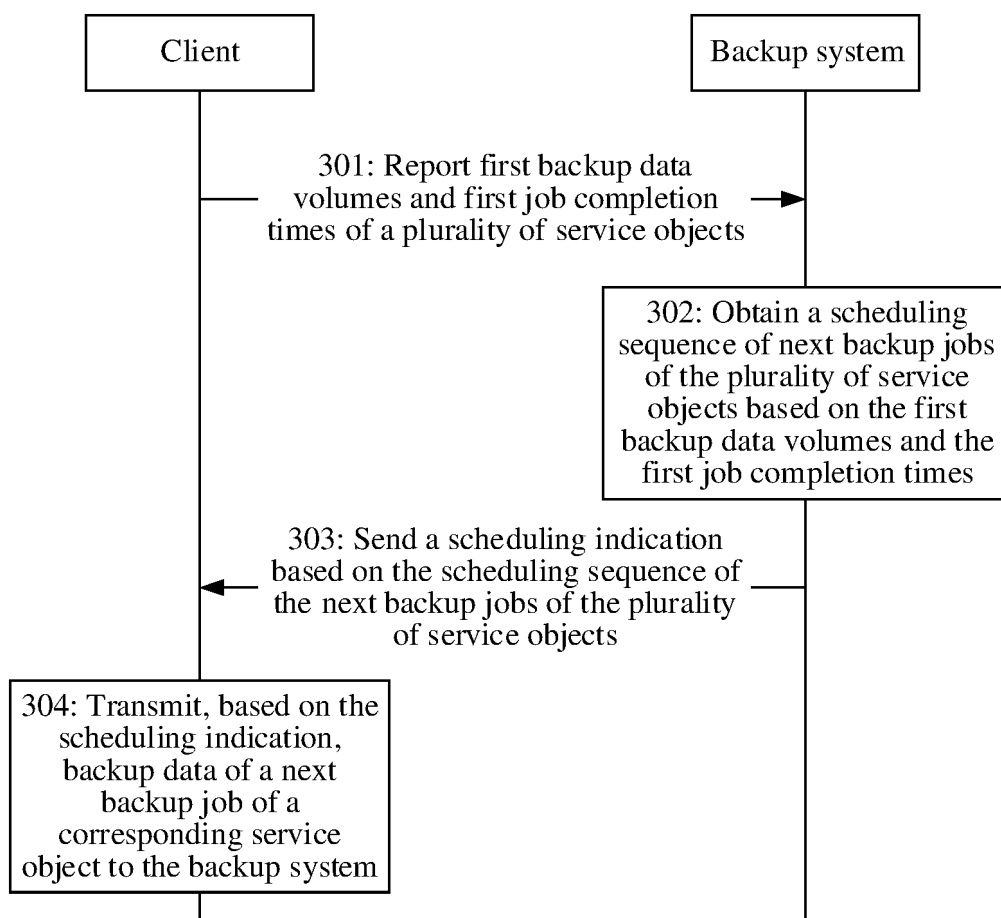 Client
Backup system
301: Report first backup data
volumes and first job completion
times of a plurality of service objects
302: Obtain a scheduling
sequence of next backup jobs
of the plurality of service
objects based on the first
backup data volumes and the
first job completion times
303: Send a scheduling indication
based on the scheduling sequence of
the next backup jobs of the plurality
of service objects
304: Transmit, based on the
scheduling indication,
backup data of a next
backup job of a
corresponding service
object to the backup system